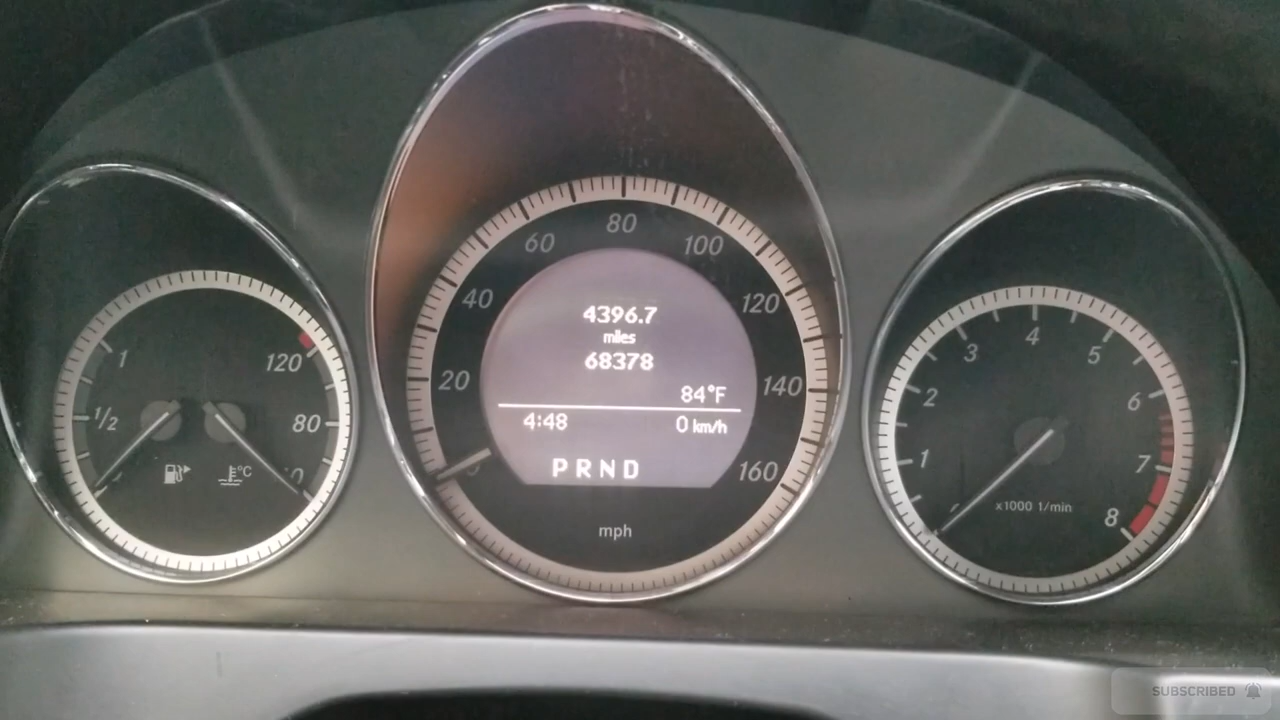 1
1/2
120
80
°C
20
40
60
80
100
120
140
160
4396.7
miles
68378
84°F
4:48 0 km/h
PRND
mph
1
2
3
4
5
6
7
8
x1000 1/min
SUBSCRIBED